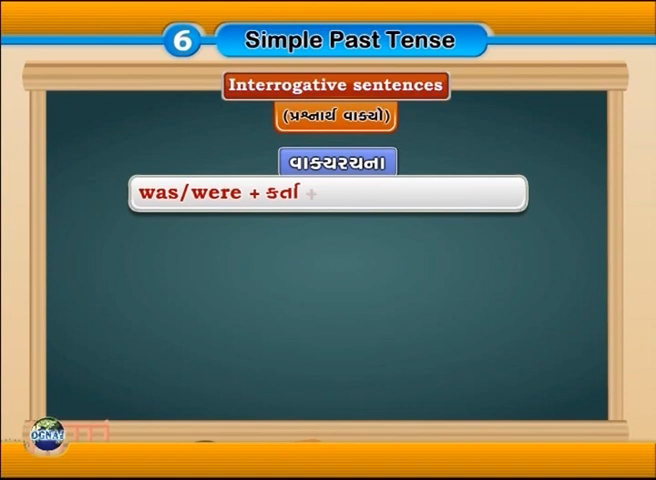 6 Simple Past Tense
Interrogative sentences
(પ્રશ્નાર્થ વાક્યો)
વાક્યરચના
was/were + કર્તા +